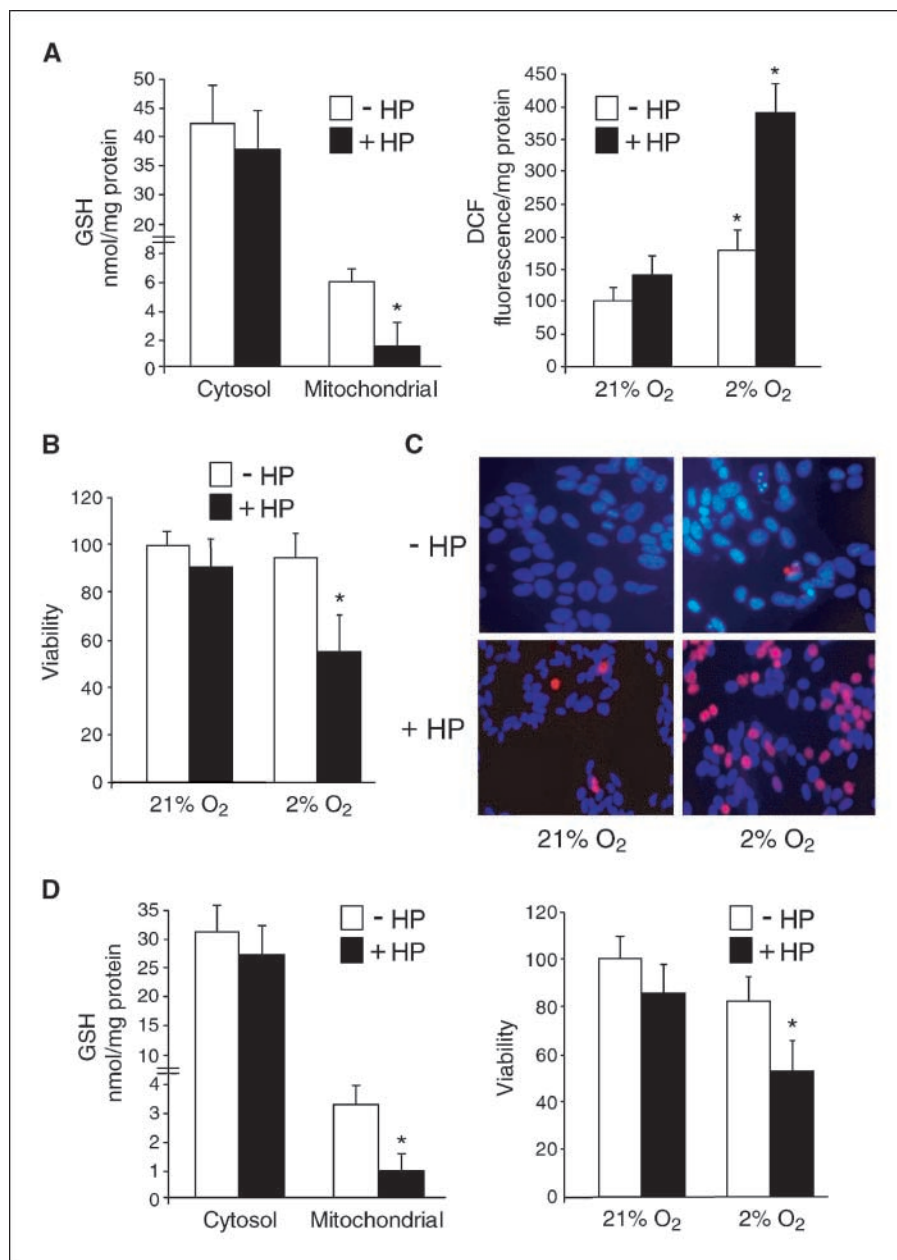 A
GSH
nmol/mg protein
50
45
40
35
30
25
20
8
6
4
2
0
- HP
+ HP
Cytosol
Mitochondrial
DCF
fluorescence/mg protein
450
400
350
300
250
200
150
100
50
0
- HP
+ HP
*
*
*
21% O2
2% O2
B
Viability
120
100
80
60
40
20
0
- HP
+ HP
*
21% O2
2% O2
C
- HP
+ HP
21% O2
2% O2
D
GSH
nmol/mg protein
35
30
25
20
15
10
4
3
2
1
0
- HP
+ HP
*
Cytosol
Mitochondrial
Viability
120
100
80
60
40
20
0
- HP
+ HP
*
21% O2
2% O2